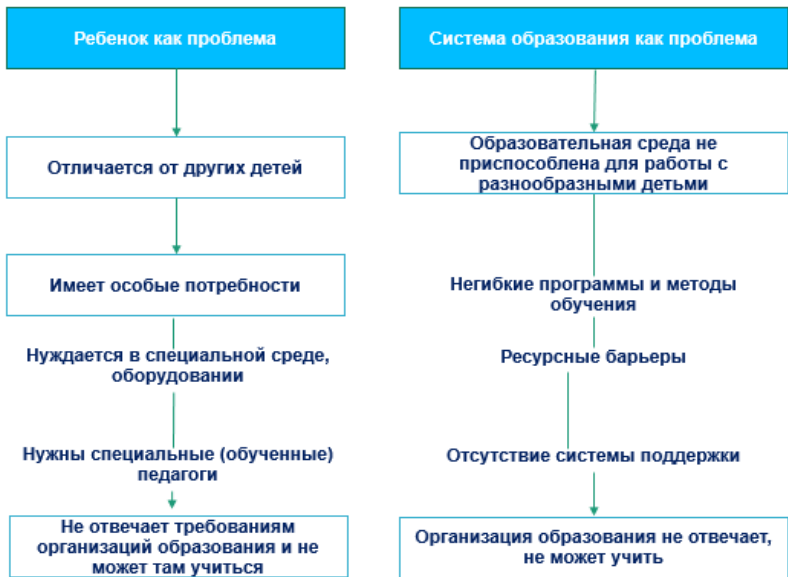 Ребенок как проблема
Отличается от других детей
Имеет особые потребности
Нуждается в специальной среде,
оборудовании
Нужны специальные (обученные)
педагоги
Не отвечает требованиям
организаций образования и не
может там учиться
Система образования как проблема
Образовательная среда не
приспособлена для работы с
разнообразными детьми
Негибкие программы и методы
обучения
Ресурсные барьеры
Отсутствие системы поддержки
Организация образования не отвечает,
не может учить